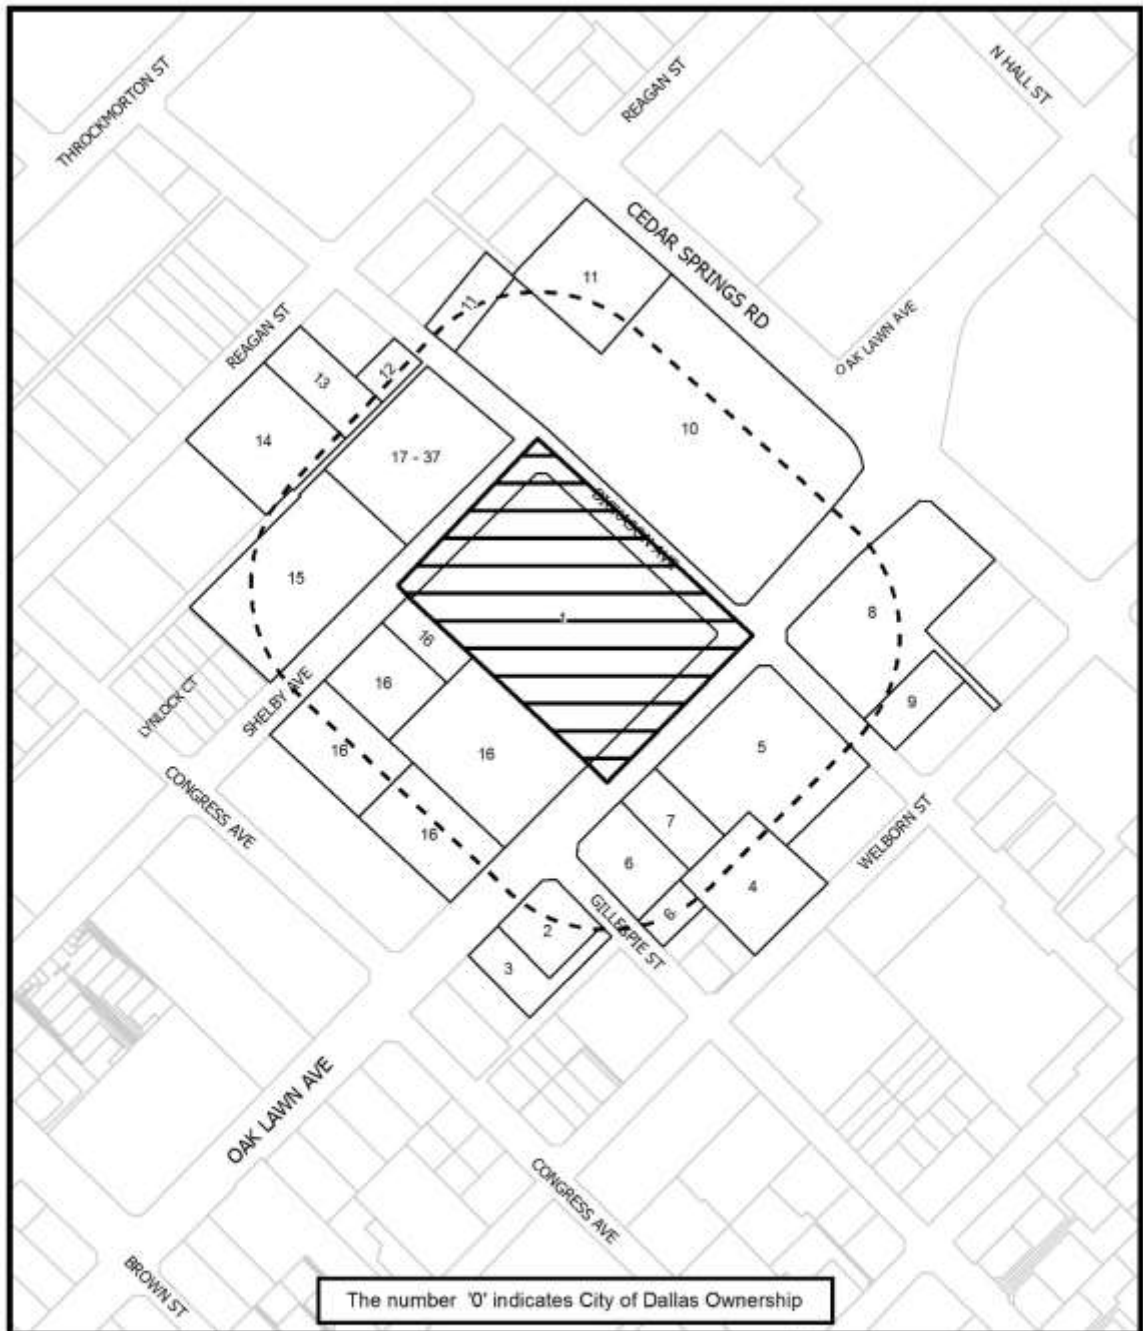 THROCKMORTON ST
REAGAN ST
N HALL ST
CEDAR SPRINGS RD
11
11
REAGAN ST
OAK LAWN AVE
12
13
14
10
17 - 37
DICKASON AVE
15
8
1
16
9
16
LYNLOCK CT
SHELBY AVE
5
16
16
CONGRESS AVE
7
WELBORN ST
16
6
4
6
GILLESPIE ST
2
3
OAK LAWN AVE
CONGRESS AVE
BROWN ST
The number '0' indicates City of Dallas Ownership